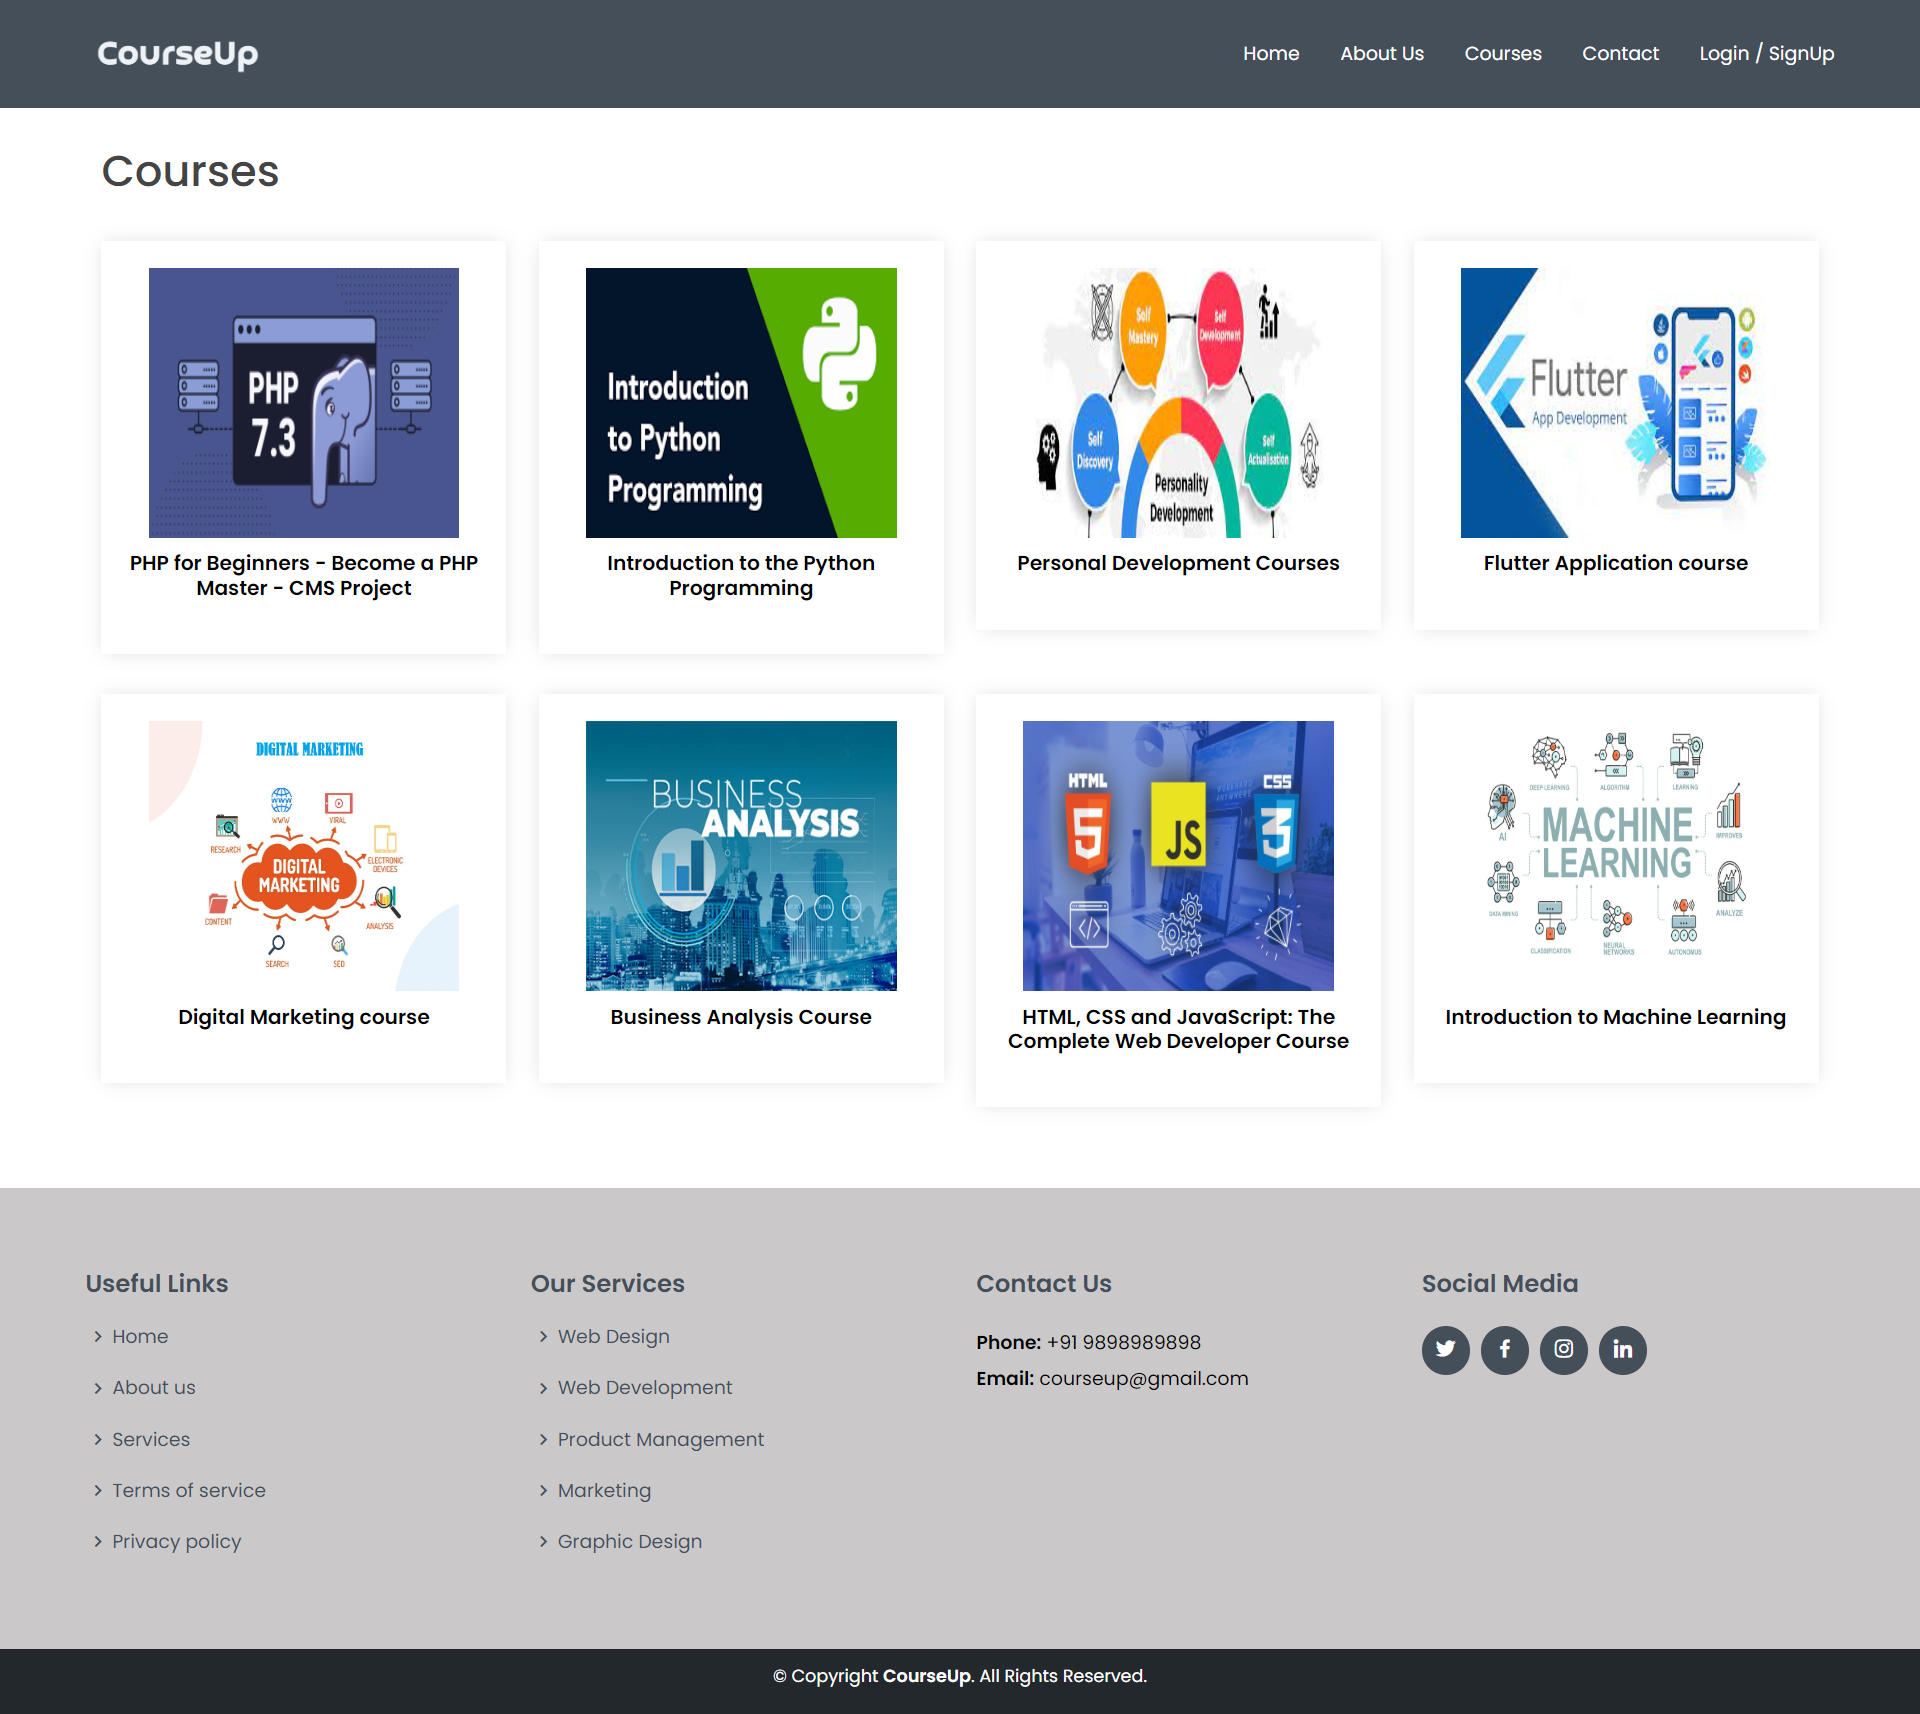 CourseUp
Home
About Us
Courses
Contact
Login / SignUp
Courses
PHP
7.3
PHP for Beginners - Become a PHP
Master - CMS Project
Introduction
to Python
Programming
Introduction to the Python
Programming
Self
Mastery
Self
Development
Self
Discovery
Self
Actualisation
Personality
Development
Personal Development Courses
Flutter
App Development
Flutter Application course
DIGITAL MARKETING
WWW
VIRAL
RESEARCH
ELECTRONIC
DEVICES
DIGITAL
MARKETING
CONTENT
ANALYSIS
SEARCH
SEO
Digital Marketing course
BUSINESS
ANALYSIS
Business Analysis Course
HTML
CSS
5
JS
3
HTML, CSS and JavaScript: The
Complete Web Developer Course
DEEP LEARNING
ALGORITHM
LEARNING
AI
MACHINE
LEARNING
IMPROVES
DATA MINING
ANALYZE
CLASSIFICATION
NEURAL
NETWORKS
AUTONOMUS
Introduction to Machine Learning
Useful Links
Home
About us
Services
Terms of service
Privacy policy
Our Services
Web Design
Web Development
Product Management
Marketing
Graphic Design
Contact Us
Phone: +91 9898989898
Email: courseup@gmail.com
Social Media
© Copyright CourseUp. All Rights Reserved.